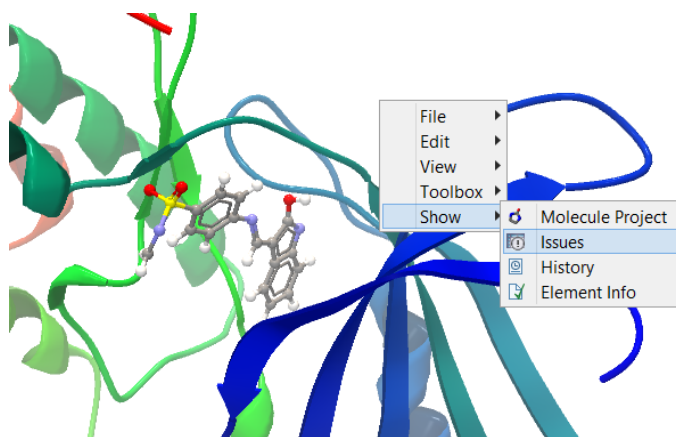 File
Edit
View
Toolbox
Show
Molecule Project
Issues
History
Element Info